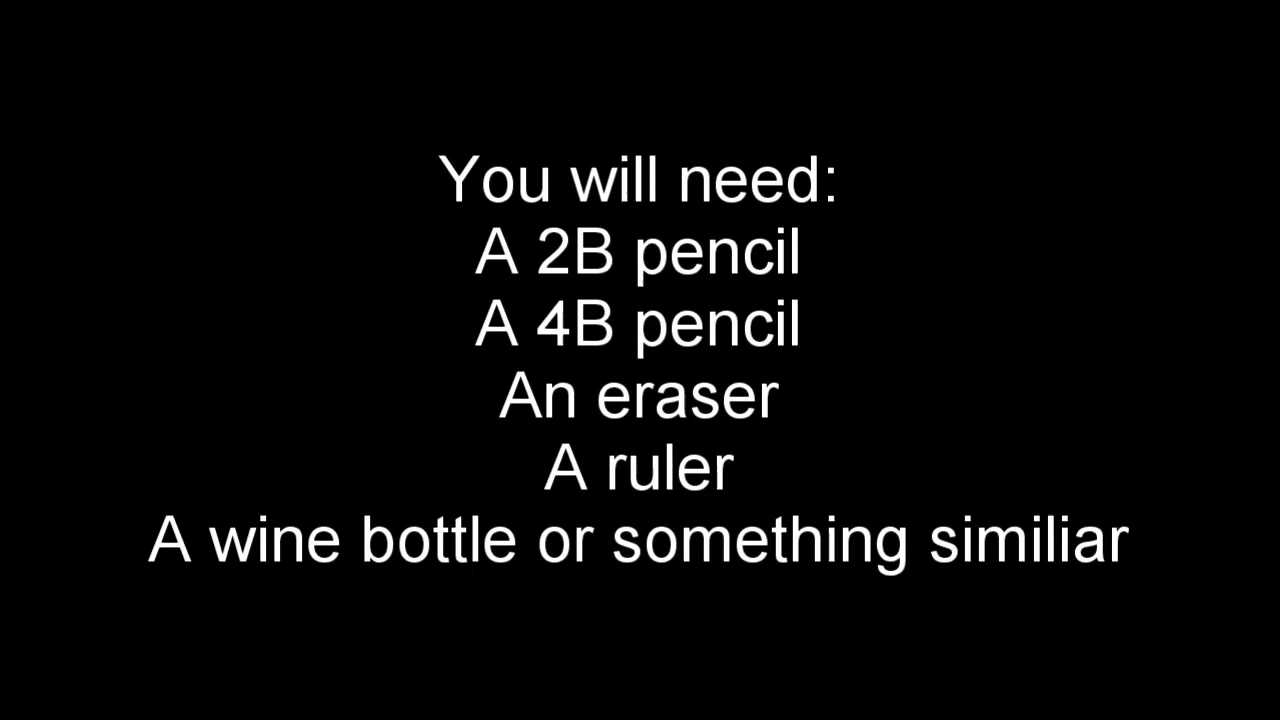 You will need:
A 2B pencil
A 4B pencil
An eraser
A ruler
A wine bottle or something similiar